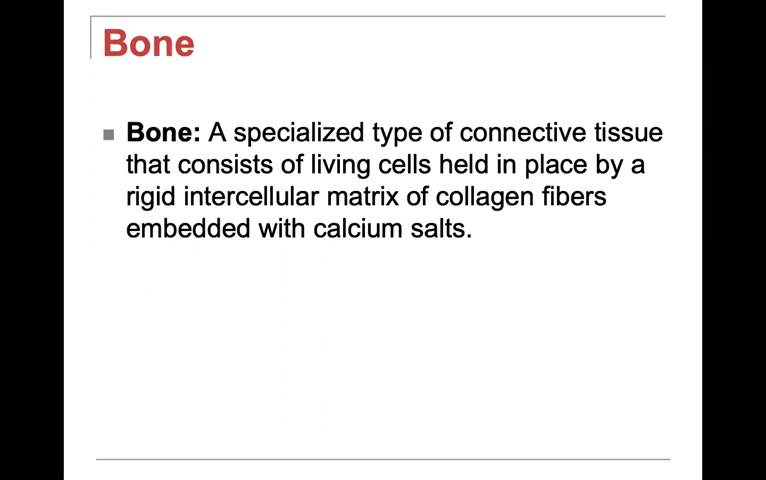 Bone
Bone: A specialized type of connective tissue
that consists of living cells held in place by a
rigid intercellular matrix of collagen fibers
embedded with calcium salts.